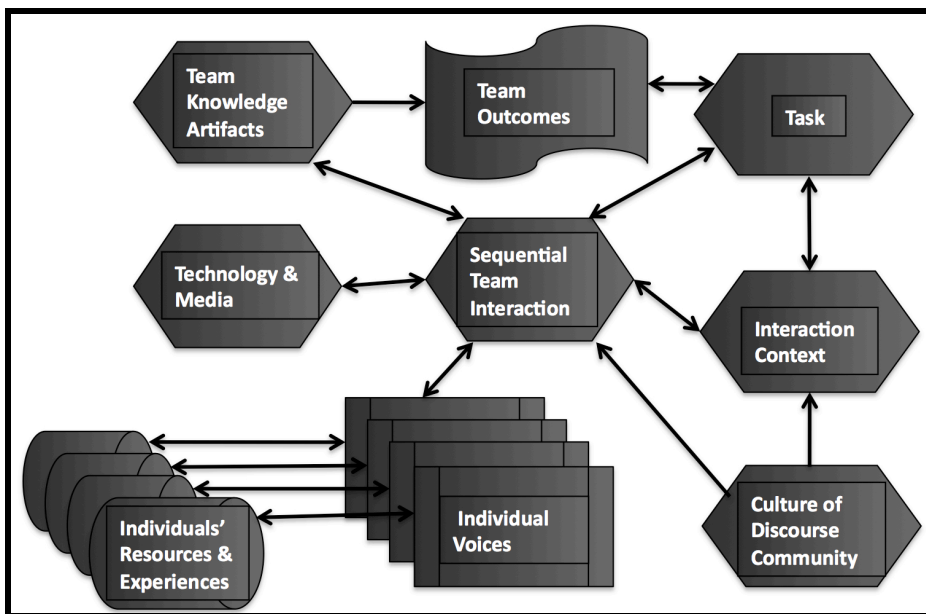 Team
Knowledge
Artifacts
Team
Outcomes
Task
Technology &
Media
Sequential
Team
Interaction
Interaction
Context
Individuals'
Resources &
Experiences
Individual
Voices
Culture of
Discourse
Community